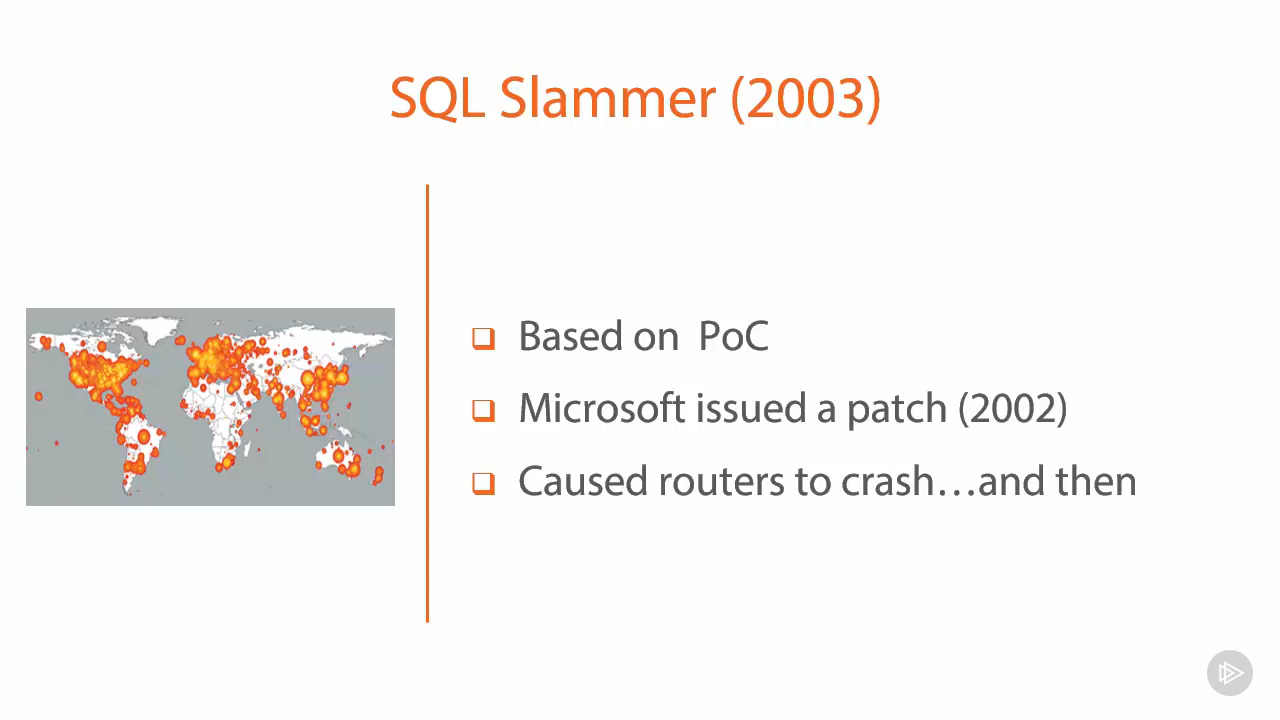 SQL Slammer (2003)
Based on  PoC
Microsoft issued a patch (2002)
Caused routers to crash…and then